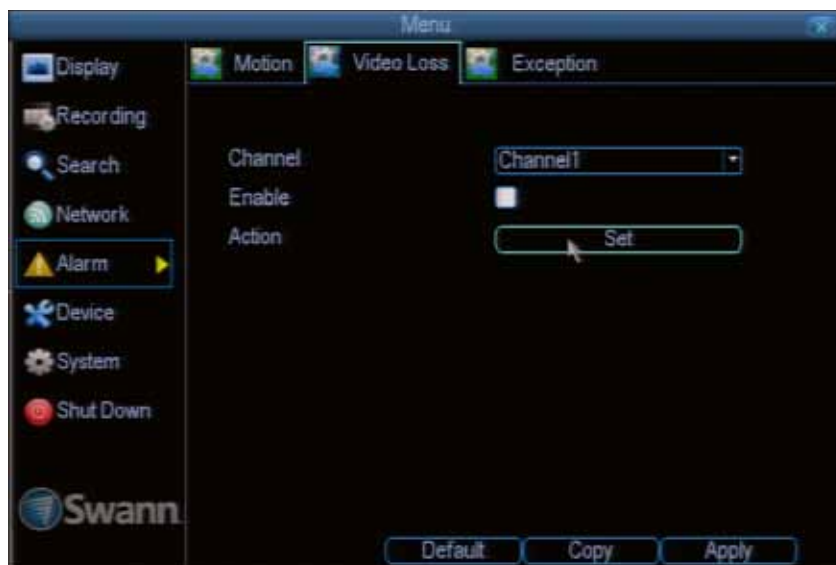 Menu
Display
Recording
Search
Network
Alarm
Device
System
Shut Down
Swann
Motion
Video Loss
Exception
Channel
Channel1
Enable
Action
Set
Default
Copy
Apply